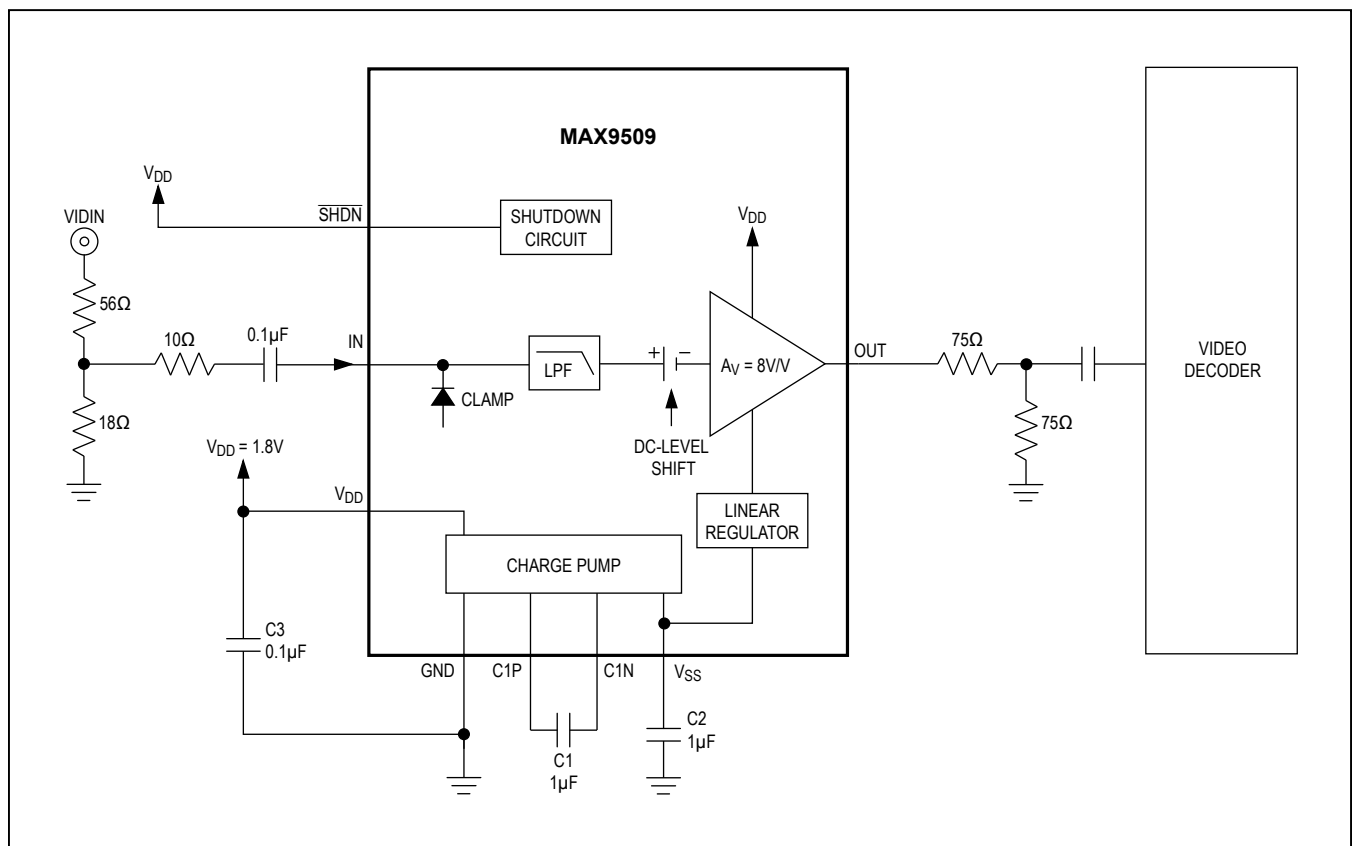 MAX9509
VDD
SHDN
SHUTDOWN
CIRCUIT
VDD
VIDIN
56Ω
10Ω
0.1µF
IN
LPF
+ −
AV = 8V/V
OUT
75Ω
VIDEO
DECODER
CLAMP
18Ω
75Ω
DC-LEVEL
SHIFT
VDD = 1.8V
VDD
LINEAR
REGULATOR
CHARGE PUMP
C3
0.1µF
GND
C1P
C1N
VSS
C2
1µF
C1
1µF